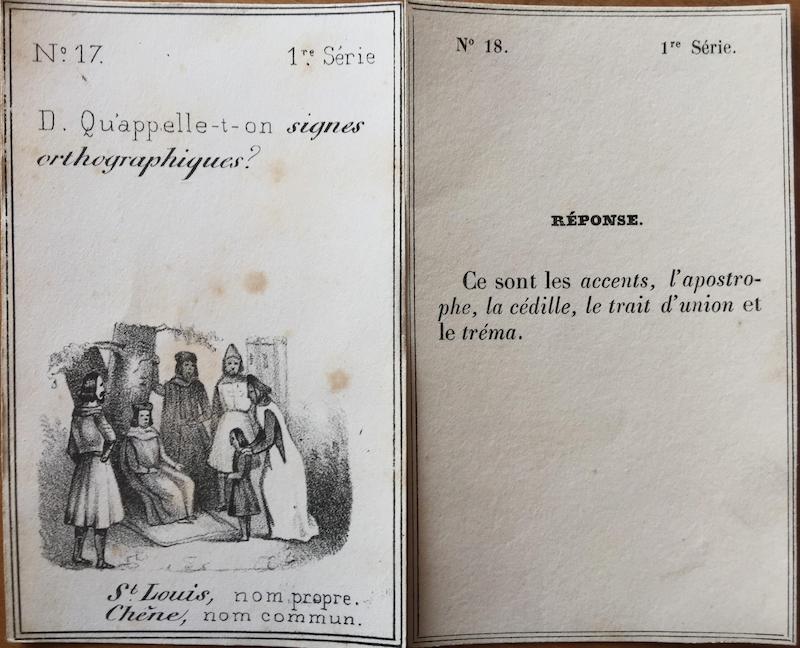 Nº 17.
1re Série
D. Qu'appelle-t-on signes
orthographiques?
St Louis, nom propre.
Chêne, nom commun.
Nº 18.
1re Série.
RÉPONSE.
Ce sont les accents, l'apostro-
phe, la cédille, le trait d'union et
le tréma.